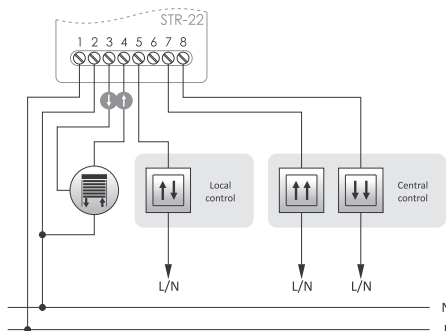 STR-22
1 2 3 4 5 6 7 8
Local
control
Central
control
L/N L/N L/N
N